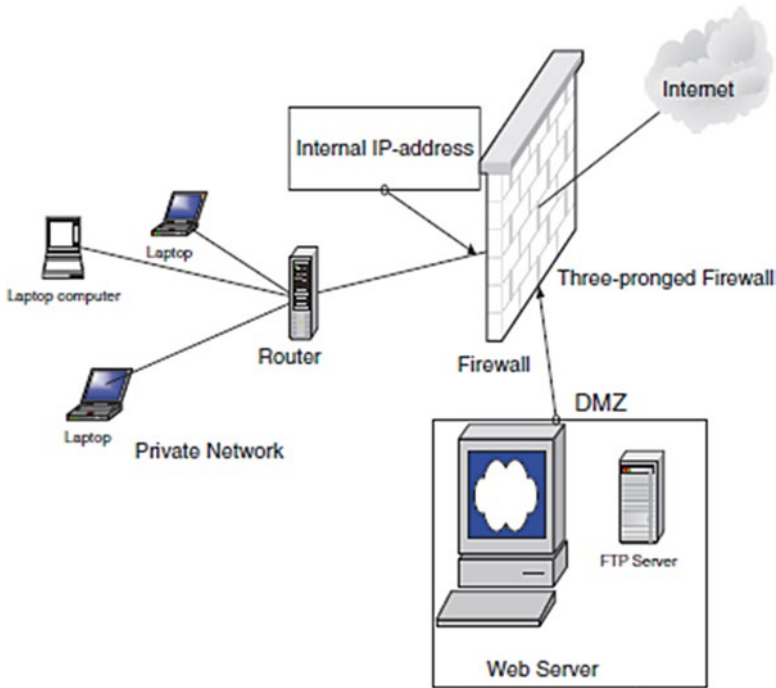 Internet
Internal IP-address
Laptop
Laptop computer
Three-pronged Firewall
Router
Firewall
DMZ
Laptop
Private Network
FTP Server
Web Server